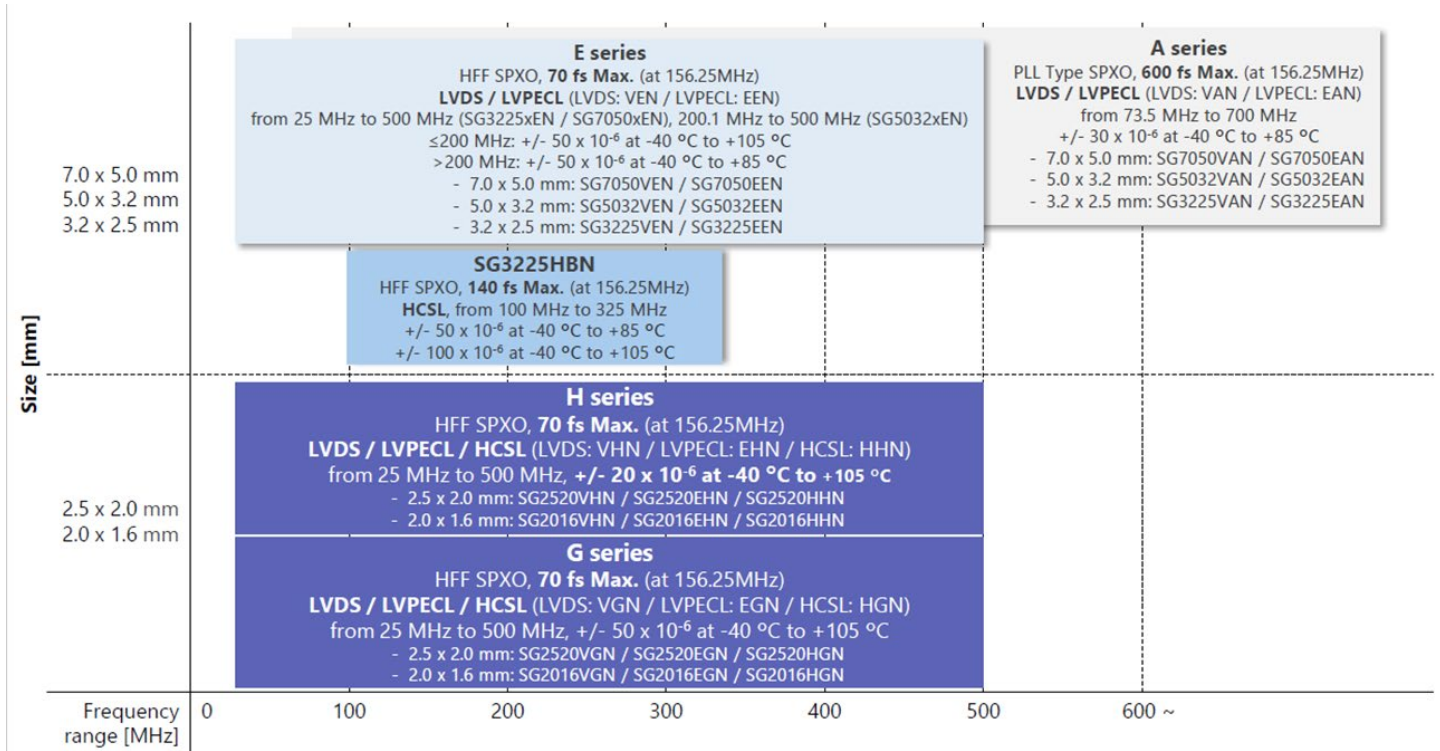 E series
HFF SPXO, 70 fs Max. (at 156.25MHz)
LVDS / LVPECL (LVDS: VEN / LVPECL: EEN)
from 25 MHz to 500 MHz (SG3225xEN / SG7050xEN), 200.1 MHz to 500 MHz (SG5032xEN)
≤200 MHz: +/- 50 x 10⁻⁶ at -40 ºC to +105 ºC
>200 MHz: +/- 50 x 10⁻⁶ at -40 ºC to +85 ºC
- 7.0 x 5.0 mm: SG7050VEN / SG7050EEN
- 5.0 x 3.2 mm: SG5032VEN / SG5032EEN
- 3.2 x 2.5 mm: SG3225VEN / SG3225EEN
A series
PLL Type SPXO, 600 fs Max. (at 156.25MHz)
LVDS / LVPECL (LVDS: VAN / LVPECL: EAN)
from 73.5 MHz to 700 MHz
+/- 30 x 10⁻⁶ at -40 ºC to +85 ºC
- 7.0 x 5.0 mm: SG7050VAN / SG7050EAN
- 5.0 x 3.2 mm: SG5032VAN / SG5032EAN
- 3.2 x 2.5 mm: SG3225VAN / SG3225EAN
7.0 x 5.0 mm
5.0 x 3.2 mm
3.2 x 2.5 mm
SG3225HBN
HFF SPXO, 140 fs Max. (at 156.25MHz)
HCSL, from 100 MHz to 325 MHz
+/- 50 x 10⁻⁶ at -40 ºC to +85 ºC
+/- 100 x 10⁻⁶ at -40 ºC to +105 ºC
Size [mm]
H series
HFF SPXO, 70 fs Max. (at 156.25MHz)
LVDS / LVPECL / HCSL (LVDS: VHN / LVPECL: EHN / HCSL: HHN)
from 25 MHz to 500 MHz, +/- 20 x 10⁻⁶ at -40 ºC to +105 ºC
- 2.5 x 2.0 mm: SG2520VHN / SG2520EHN / SG2520HHN
- 2.0 x 1.6 mm: SG2016VHN / SG2016EHN / SG2016HHN
2.5 x 2.0 mm
2.0 x 1.6 mm
G series
HFF SPXO, 70 fs Max. (at 156.25MHz)
LVDS / LVPECL / HCSL (LVDS: VGN / LVPECL: EGN / HCSL: HGN)
from 25 MHz to 500 MHz, +/- 50 x 10⁻⁶ at -40 ºC to +105 ºC
- 2.5 x 2.0 mm: SG2520VGN / SG2520EGN / SG2520HGN
- 2.0 x 1.6 mm: SG2016VGN / SG2016EGN / SG2016HGN
Frequency
range [MHz]
0 100 200 300 400 500 600 ~